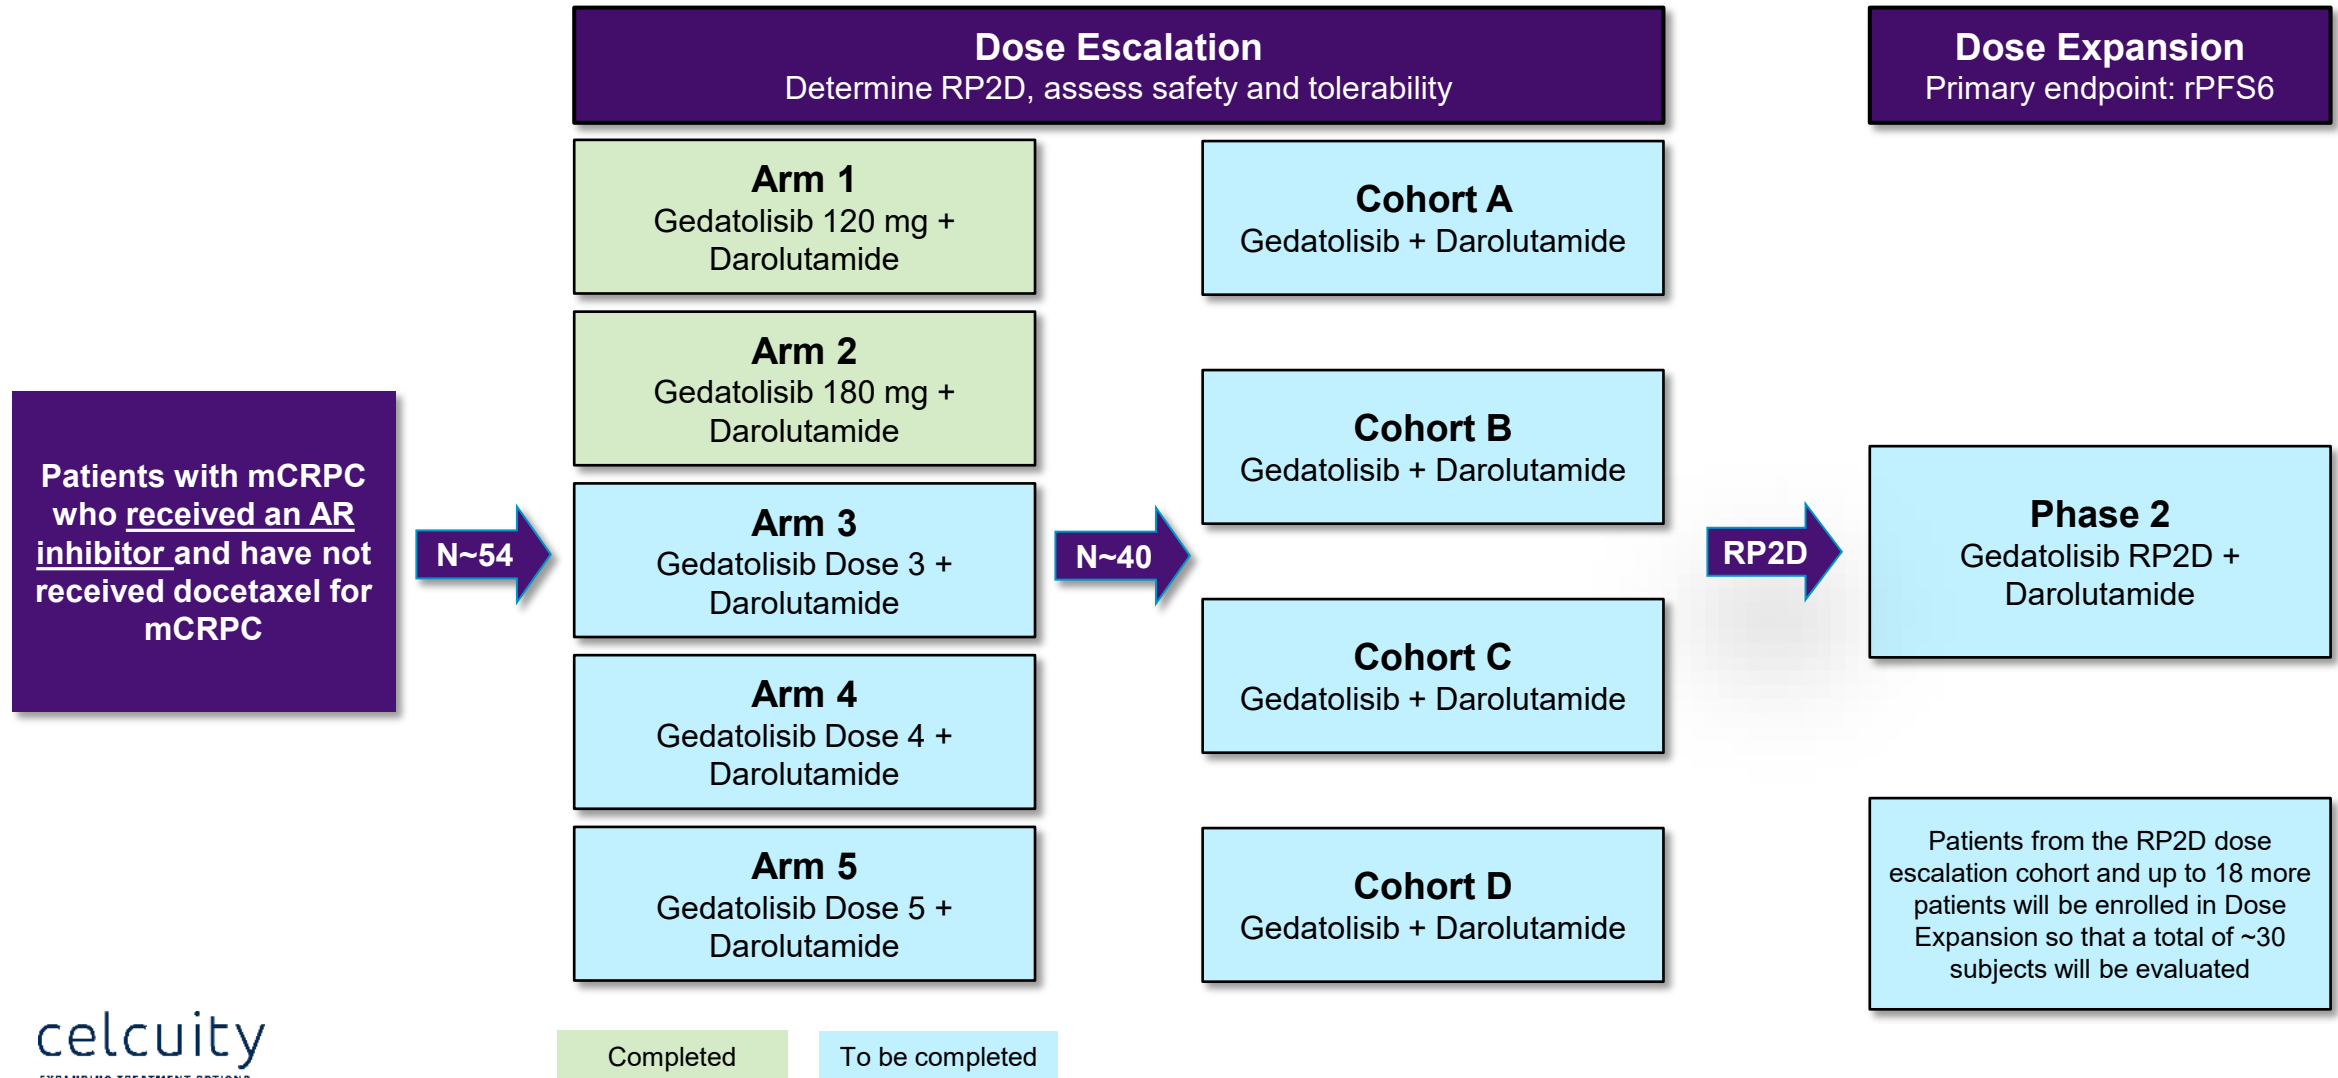 Dose Escalation
Determine RP2D, assess safety and tolerability
Dose Expansion
Primary endpoint: rPFS6
Patients with mCRPC
who received an AR
inhibitor and have not
received docetaxel for
mCRPC
N~54
Arm 1
Gedatolisib 120 mg +
Darolutamide
Arm 2
Gedatolisib 180 mg +
Darolutamide
Arm 3
Gedatolisib Dose 3 +
Darolutamide
Arm 4
Gedatolisib Dose 4 +
Darolutamide
Arm 5
Gedatolisib Dose 5 +
Darolutamide
N~40
Cohort A
Gedatolisib + Darolutamide
Cohort B
Gedatolisib + Darolutamide
Cohort C
Gedatolisib + Darolutamide
Cohort D
Gedatolisib + Darolutamide
RP2D
Phase 2
Gedatolisib RP2D +
Darolutamide
Patients from the RP2D dose
escalation cohort and up to 18 more
patients will be enrolled in Dose
Expansion so that a total of ~30
subjects will be evaluated
celcuity
Completed
To be completed